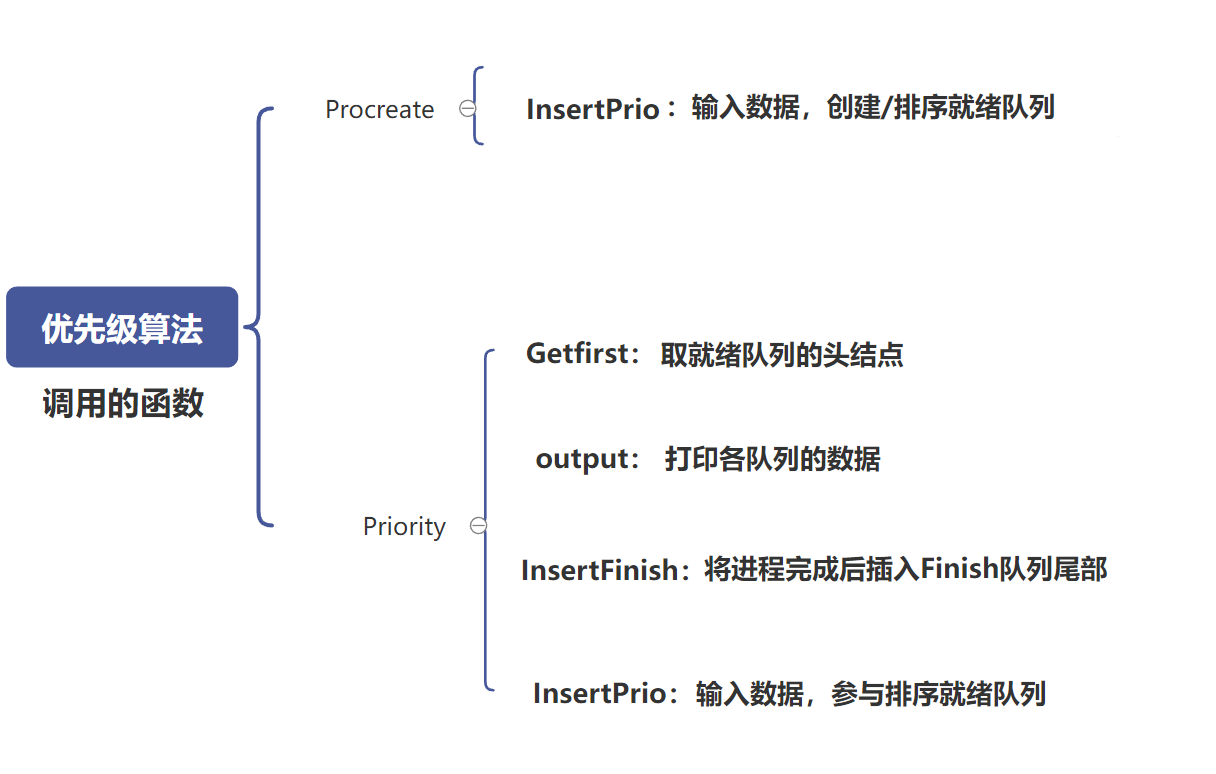 Procreate
InsertPrio：输入数据，创建/排序就绪队列
优先级算法
调用的函数
Priority
Getfirst： 取就绪队列的头结点
output： 打印各队列的数据
InsertFinish：将进程完成后插入Finish队列尾部
InsertPrio：输入数据，参与排序就绪队列